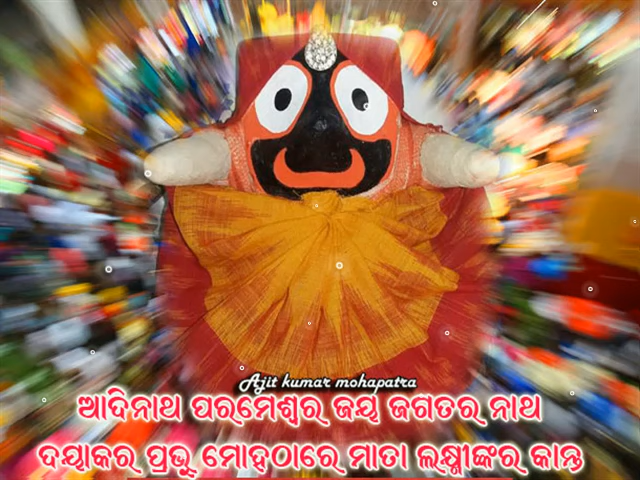 Ajit kumar mohapatra
ଆଦିନାଥ ପରମେଶ୍ୱର ଜୟ ଜଗତର ନାଥ
ଦୟାକର ପ୍ରଭୁ ମୋହଠାରେ ମାତା ଲକ୍ଷ୍ମୀଙ୍କର କାନ୍ତ